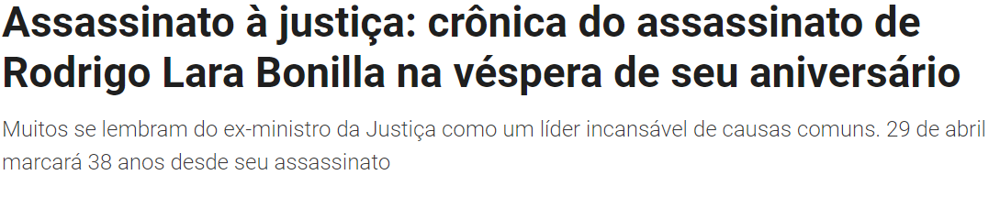 Assassinato à justiça: crônica do assassinato de
Rodrigo Lara Bonilla na véspera de seu aniversário
Muitos se lembram do ex-ministro da Justiça como um líder incansável de causas comuns. 29 de abril
marcará 38 anos desde seu assassinato